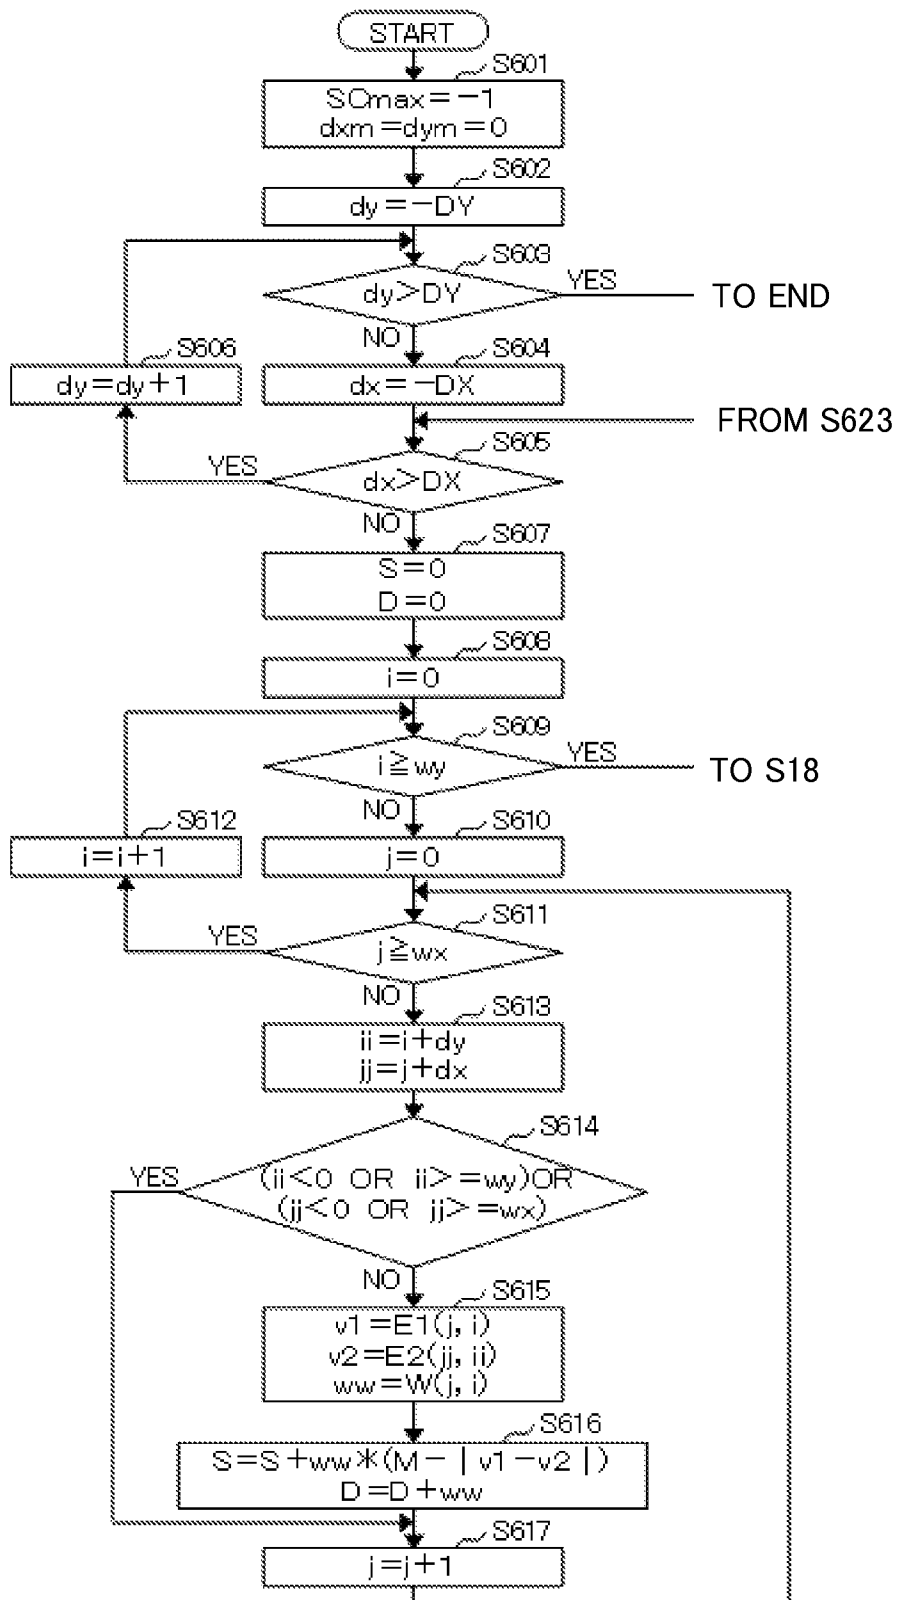 START
S601
SCmax=-1
dxm=dym=0
S602
dy=-DY
S603
dy>DY
YES
TO END
NO
S606
dy=dy+1
S604
dx=-DX
FROM S623
S605
YES
dx>DX
NO
S607
S=0
D=0
S608
i=0
S609
i≧wy
YES
TO S18
NO
S612
i=i+1
S610
j=0
S611
YES
j≧wx
NO
S613
ii=i+dy
jj=j+dx
S614
YES
(ii<0 OR ii>=wy)OR
(jj<0 OR jj>=wx)
NO
S615
v1=E1(j, i)
v2=E2(jj, ii)
ww=W(j, i)
S616
S=S+ww*(M-|v1-v2|)
D=D+ww
S617
j=j+1